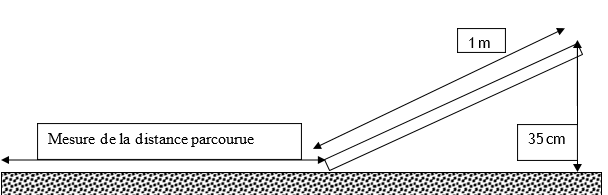 1 m
Mesure de la distance parcourue
35 cm